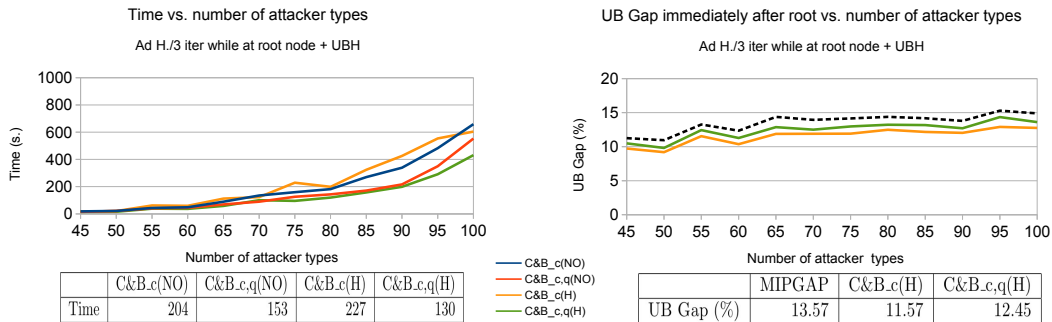 Time vs. number of attacker types
Ad H./3 iter while at root node + UBH
1000
800
600
400
200
0
Time (s.)
45 50 55 60 65 70 75 80 85 90 95 100
Number of attacker types
C&B_c(NO) C&B_c,q(NO) C&B_c(H) C&B_c,q(H)
Time 204 153 227 130
C&B_c(NO)
C&B_c,q(NO)
C&B_c(H)
C&B_c,q(H)
UB Gap immediately after root vs. number of attacker types
Ad H./3 iter while at root node + UBH
20
15
10
5
0
UB Gap (%)
45 50 55 60 65 70 75 80 85 90 95 100
Number of attacker types
MIPGAP C&B_c(H) C&B_c,q(H)
UB Gap (%) 13.57 11.57 12.45